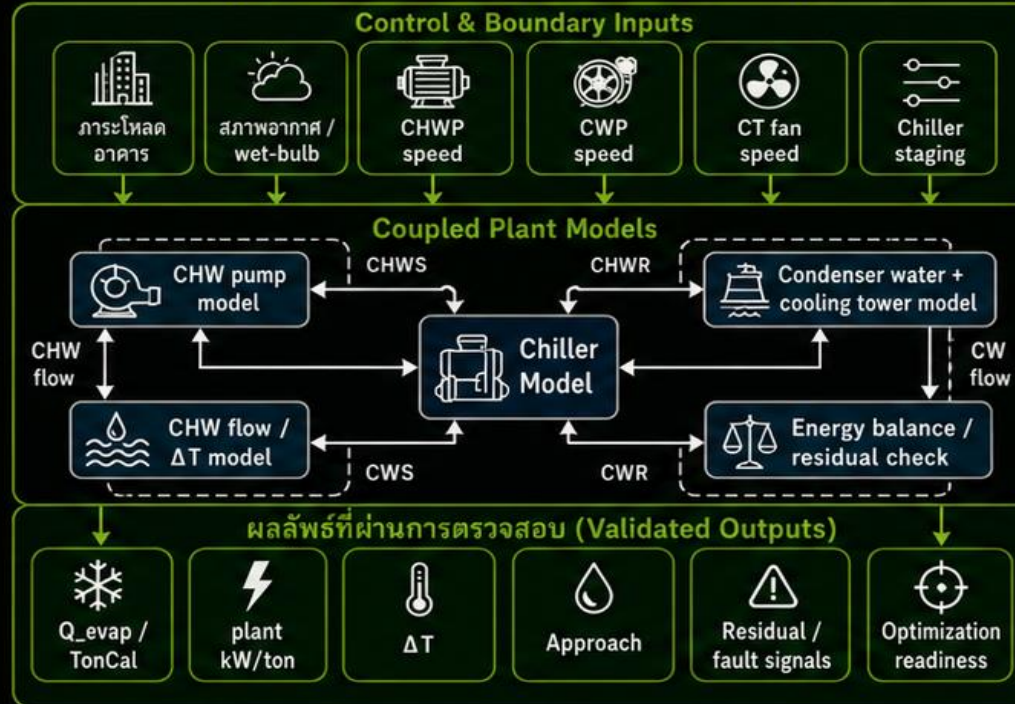 Control & Boundary Inputs
ภาระโหลด
อาคาร
สภาพอากาศ /
wet-bulb
CHWP
speed
CWP
speed
CT fan
speed
Chiller
staging
Coupled Plant Models
CHW pump
model
CHWS
CHWR
Condenser water +
cooling tower model
CHW
flow
Chiller
Model
CW
flow
CHW flow /
ΔT model
CWS
CWR
Energy balance /
residual check
ผลลัพธ์ที่ผ่านการตรวจสอบ (Validated Outputs)
Q_evap /
TonCal
plant
kW/ton
ΔT
Approach
Residual /
fault signals
Optimization
readiness